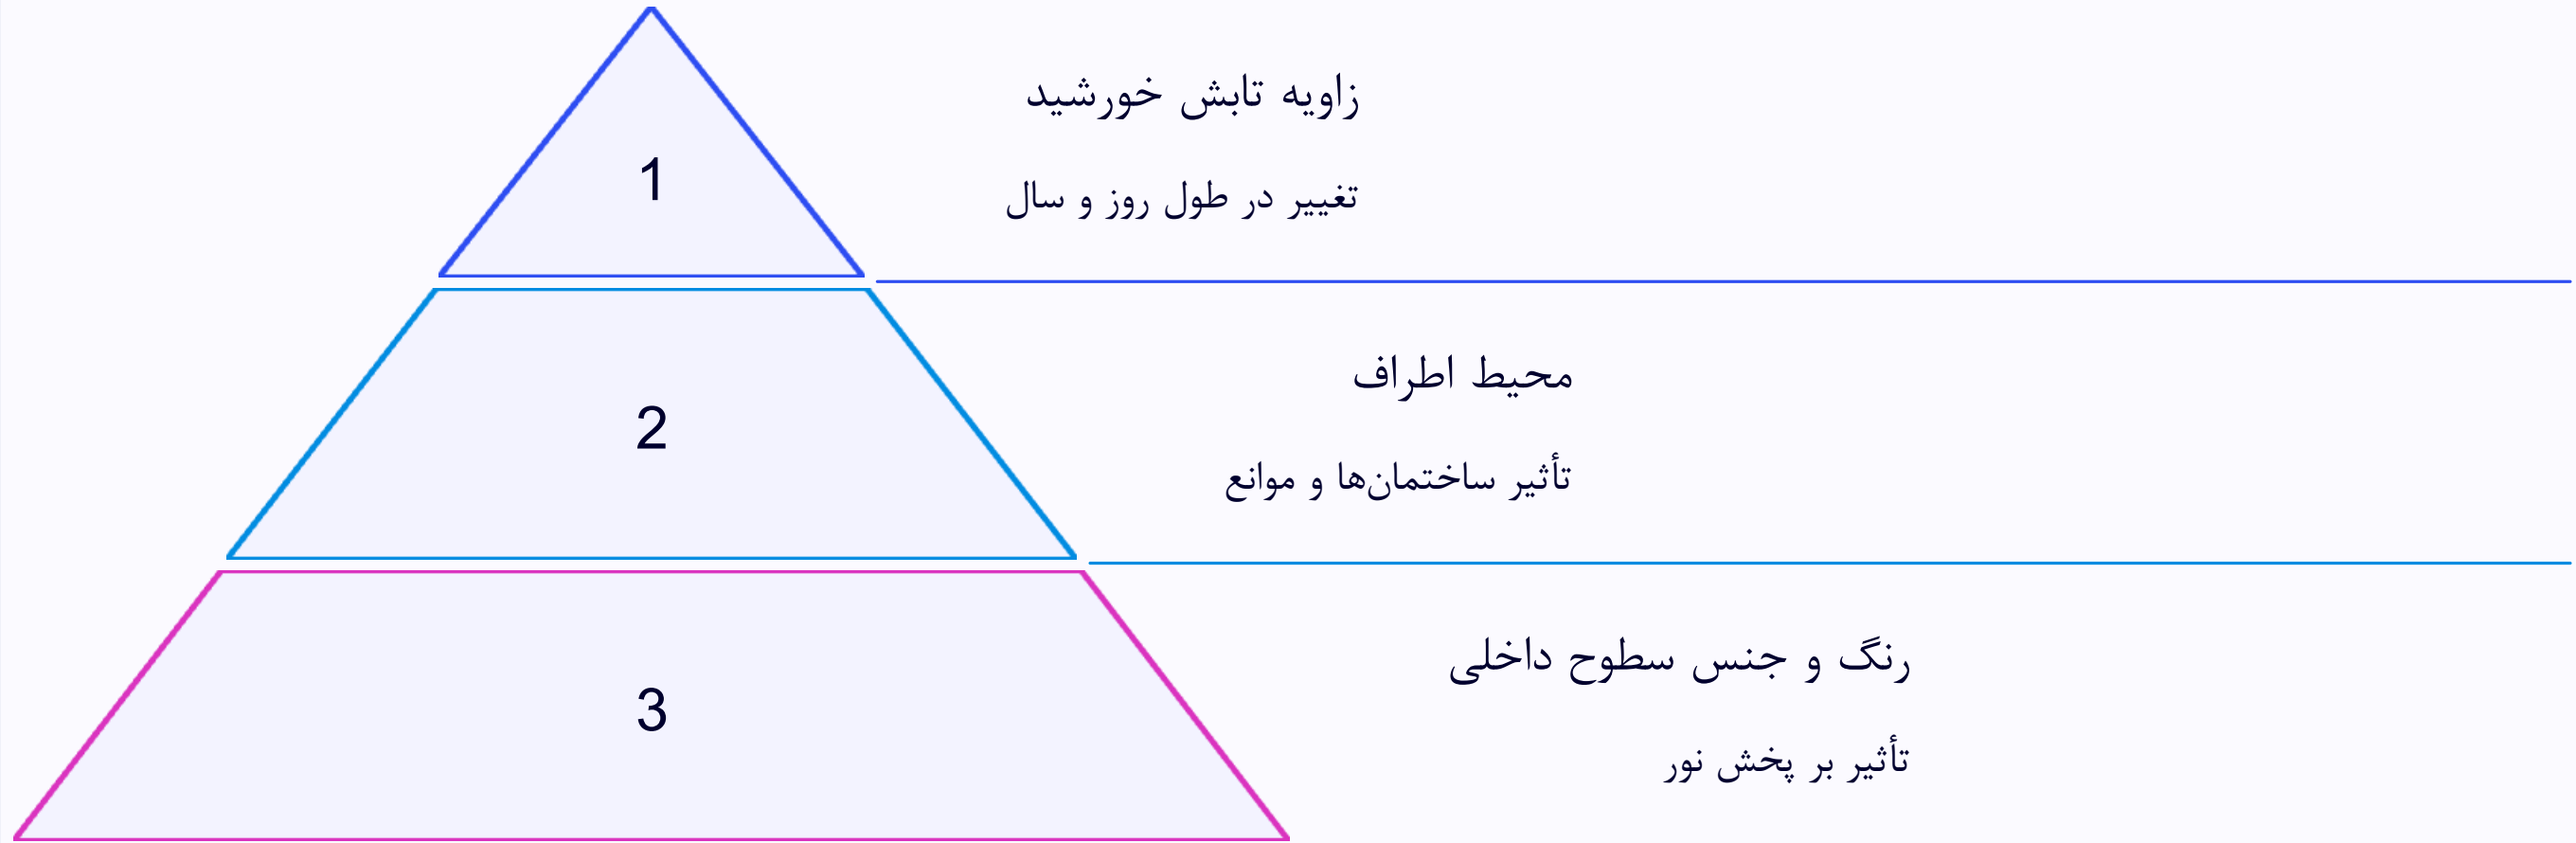 1
زاویه تابش خورشید
تغییر در طول روز و سال
2
محیط اطراف
تأثیر ساختمان‌ها و موانع
3
رنگ و جنس سطوح داخلی
تأثیر بر پخش نور